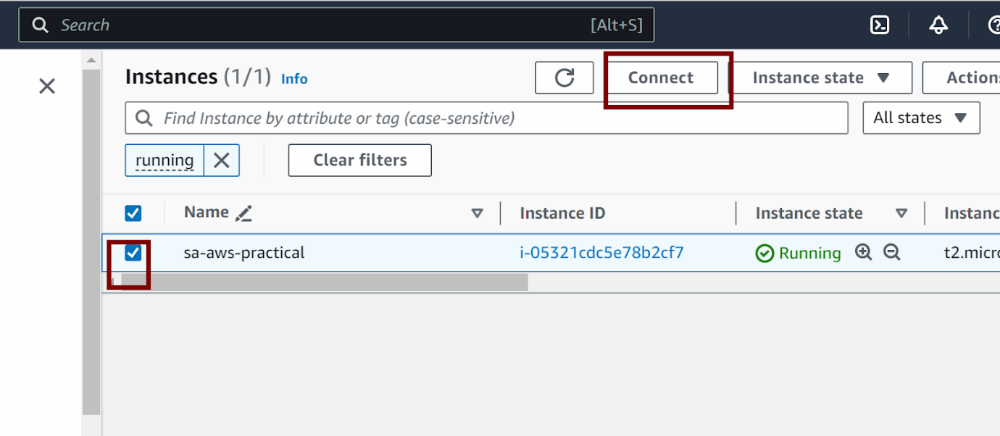 Search [Alt+S]
Instances (1/1) Info Connect Instance state Actions
Find Instance by attribute or tag (case-sensitive) All states
running Clear filters
Name Instance ID Instance state Instanc
sa-aws-practical i-05321cdc5e78b2cf7 Running t2.micro